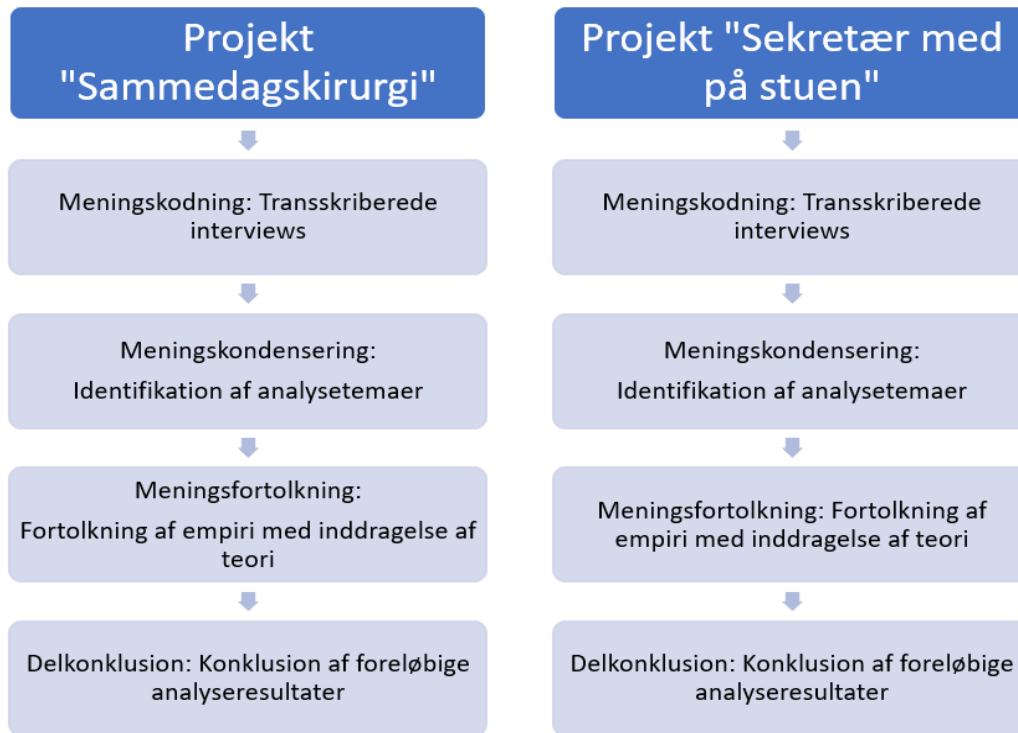 Projekt
"Sammedagskirurgi"
Meningskodning: Transskriberede
interviews
Meningskondensering:
Identifikation af analysetemaer
Meningsfortolkning:
Fortolkning af empiri med inddragelse af
teori
Delkonklusion: Konklusion af foreløbige
analyseresultater
Projekt "Sekretær med
på stuen"
Meningskodning: Transskriberede
interviews
Meningskondensering:
Identifikation af analysetemaer
Meningsfortolkning: Fortolkning af
empiri med inddragelse af teori
Delkonklusion: Konklusion af foreløbige
analyseresultater